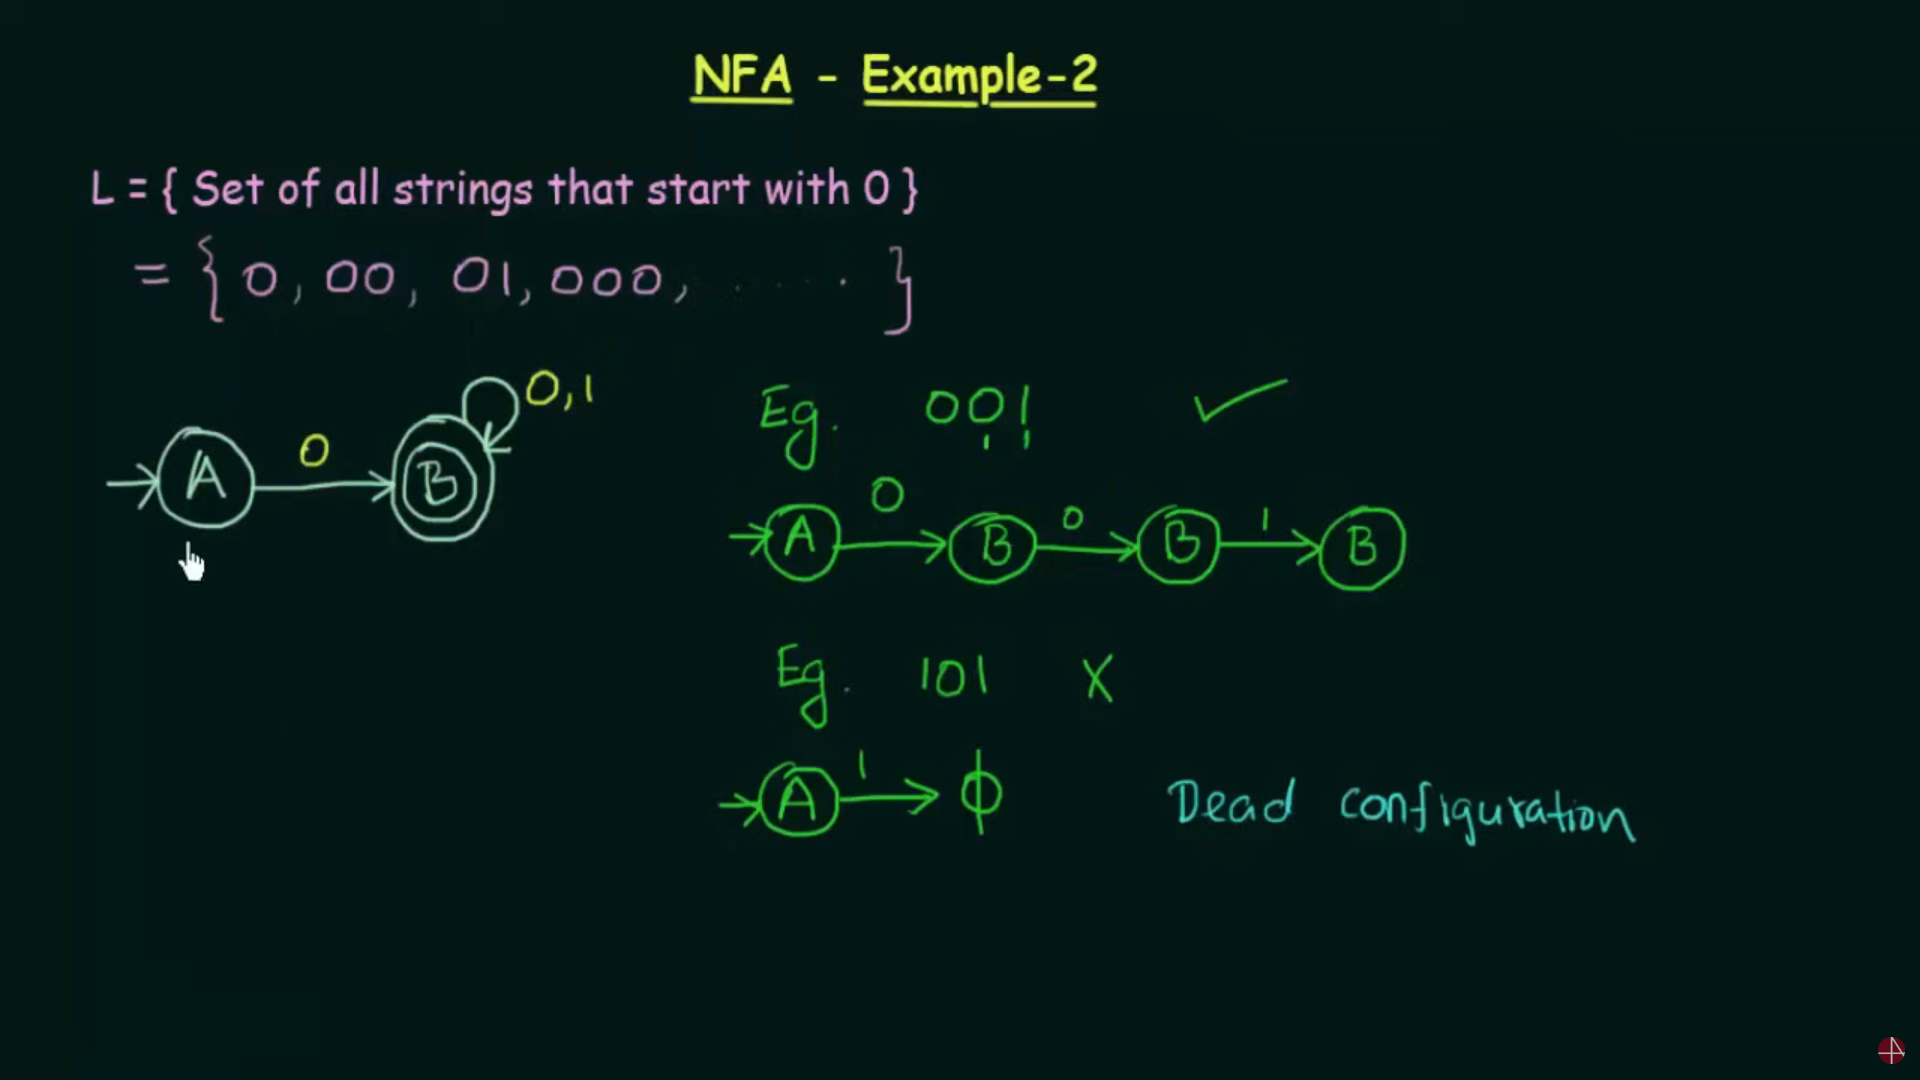 NFA - Example-2
L = { Set of all strings that start with 0 }
= { 0, 00, 01, 000, ..... }
0,1
A 0 B
Eg. 001 ✓
A 0 B 0 B 1 B
Eg. 101 X
A 1 ϕ
Dead configuration